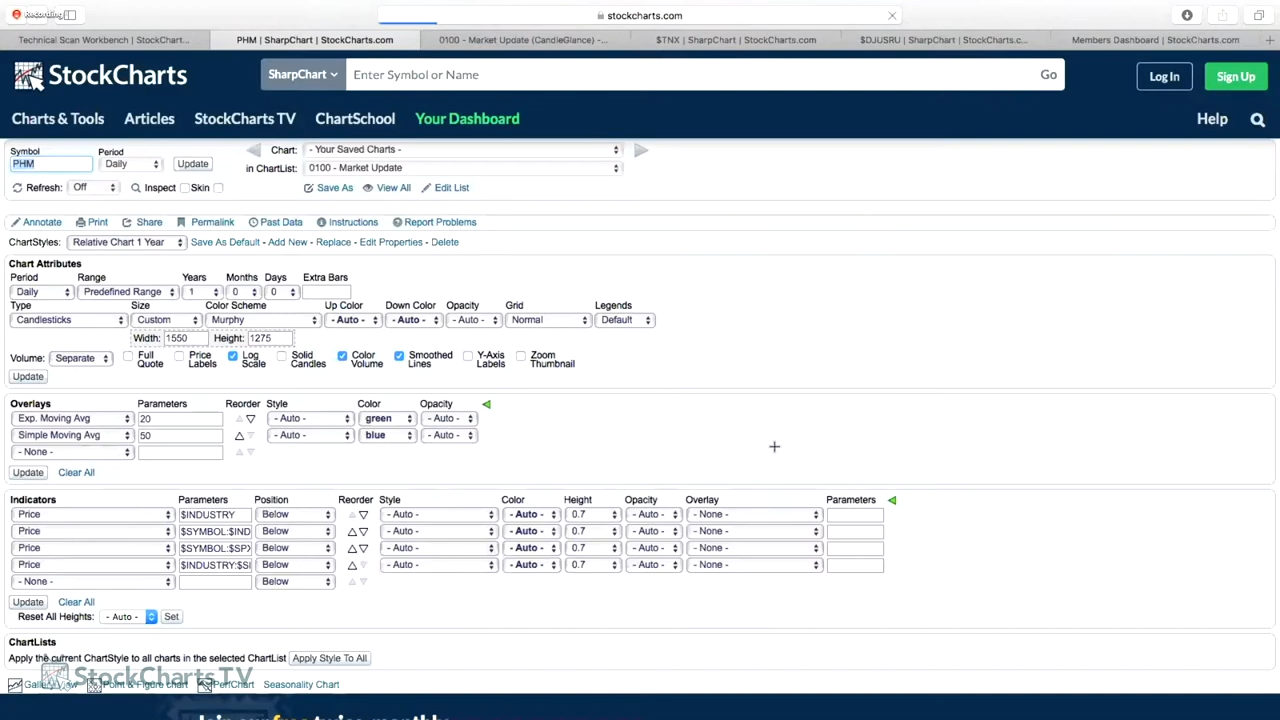 Recording
stockcharts.com
Technical Scan Workbench | StockChart...
PHM | SharpChart | StockCharts.com
0100 - Market Update (CandleGlance) -...
$TNX | SharpChart | StockCharts.com
$DJUSRU | SharpChart | StockCharts.c...
Members Dashboard | StockCharts.com
StockCharts
SharpChart
Enter Symbol or Name
Go
Log In
Sign Up
Charts & Tools Articles StockCharts TV ChartSchool Your Dashboard Help
Symbol Period
PHM Daily Update
Chart: - Your Saved Charts -
in ChartList: 0100 - Market Update
Refresh: Off Inspect Skin
Save As View All Edit List
Annotate Print Share Permalink Past Data Instructions Report Problems
ChartStyles: Relative Chart 1 Year Save As Default - Add New - Replace - Edit Properties - Delete
Chart Attributes
Period Range Years Months Days Extra Bars
Daily Predefined Range 1 0 0
Type Size Color Scheme Up Color Down Color Opacity Grid Legends
Candlesticks Custom Murphy - Auto - - Auto - - Auto - Normal Default
Width: 1550 Height: 1275
Volume: Separate Full Quote Price Labels Log Scale Solid Candles Color Volume Smoothed Lines Y-Axis Labels Zoom Thumbnail
Update
Overlays Parameters Reorder Style Color Opacity
Exp. Moving Avg 20 - Auto - green - Auto -
Simple Moving Avg 50 - Auto - blue - Auto -
- None -
Update Clear All
Indicators Parameters Position Reorder Style Color Height Opacity Overlay Parameters
Price $INDUSTRY Below - Auto - - Auto - 0.7 - Auto - - None -
Price $SYMBOL:$IND Below - Auto - - Auto - 0.7 - Auto - - None -
Price $SYMBOL:$SPX Below - Auto - - Auto - 0.7 - Auto - - None -
Price $INDUSTRY:$SI Below - Auto - - Auto - 0.7 - Auto - - None -
- None - Below
Update Clear All
Reset All Heights: - Auto - Set
ChartLists
Apply the current ChartStyle to all charts in the selected ChartList Apply Style To All
StockChartsTV
Gallery View Point & Figure Chart PerfChart Seasonality Chart